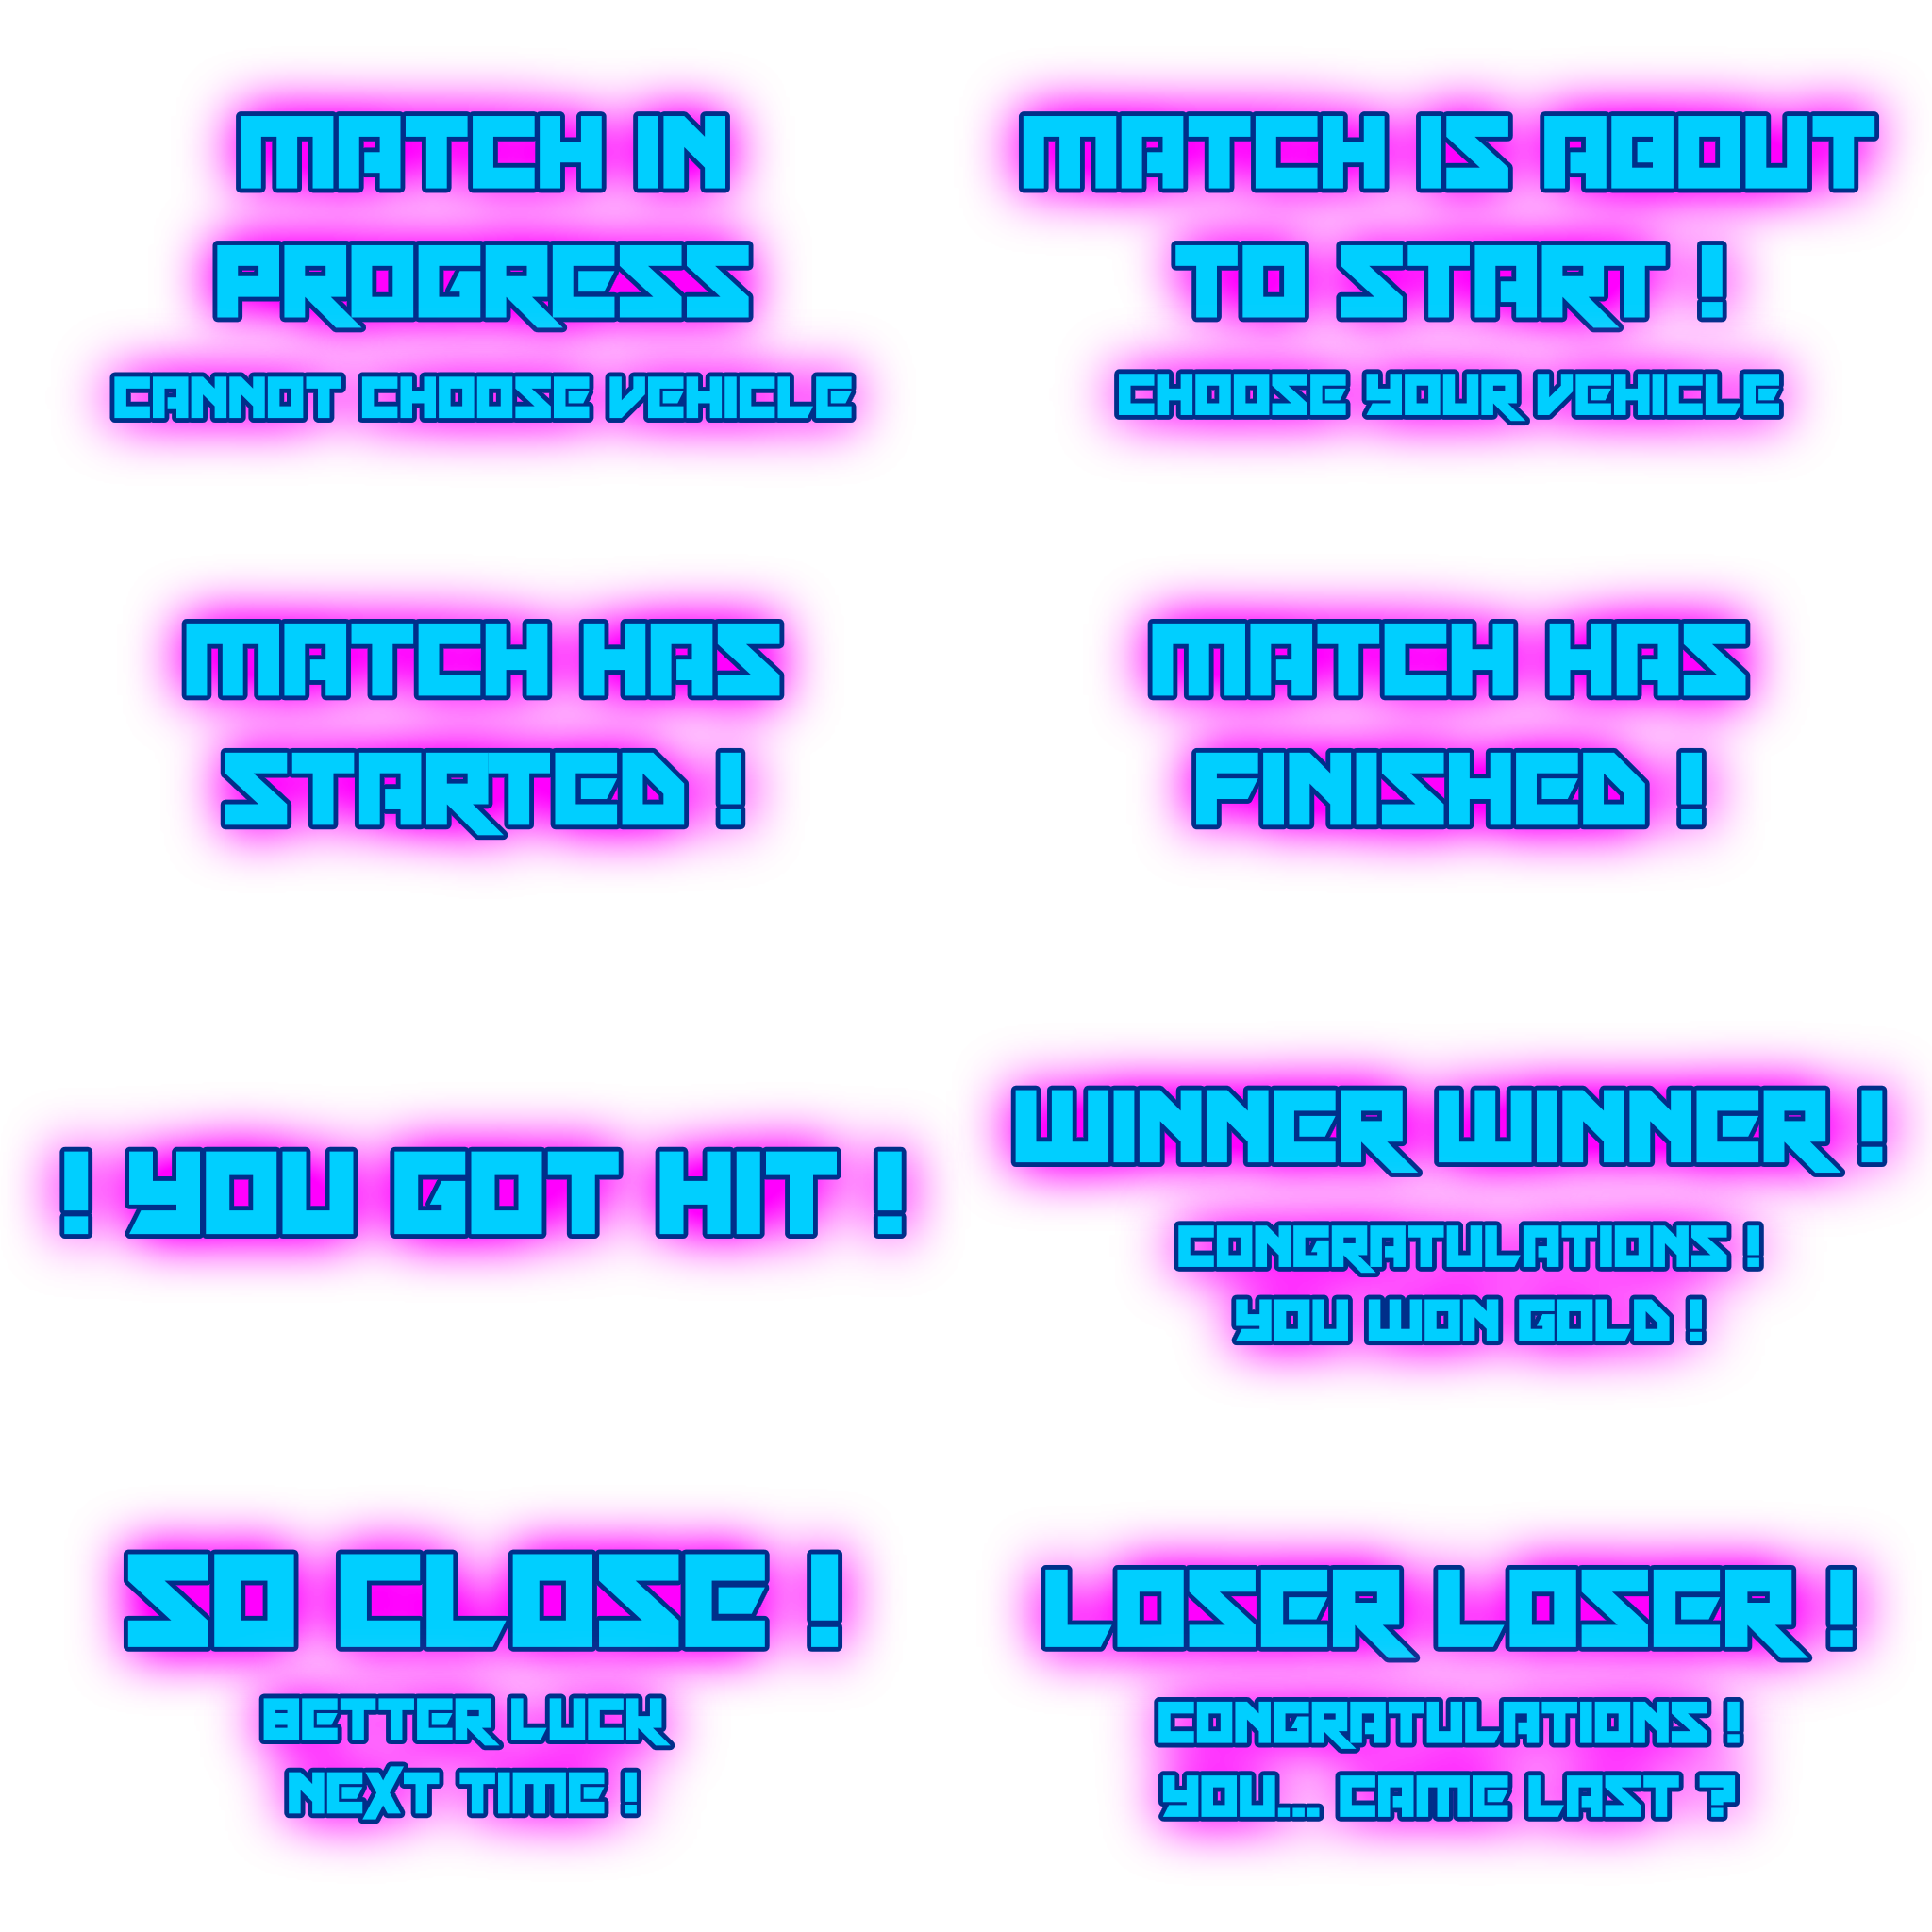 MATCH IN
PROGRESS
CANNOT CHOOSE VEHICLE
MATCH IS ABOUT
TO START !
CHOOSE YOUR VEHICLE
MATCH HAS
STARTED !
MATCH HAS
FINISHED !
! YOU GOT HIT !
WINNER WINNER !
CONGRATULATIONS !
YOU WON GOLD !
SO CLOSE !
BETTER LUCK
NEXT TIME !
LOSER LOSER !
CONGRATULATIONS !
YOU... CAME LAST ?